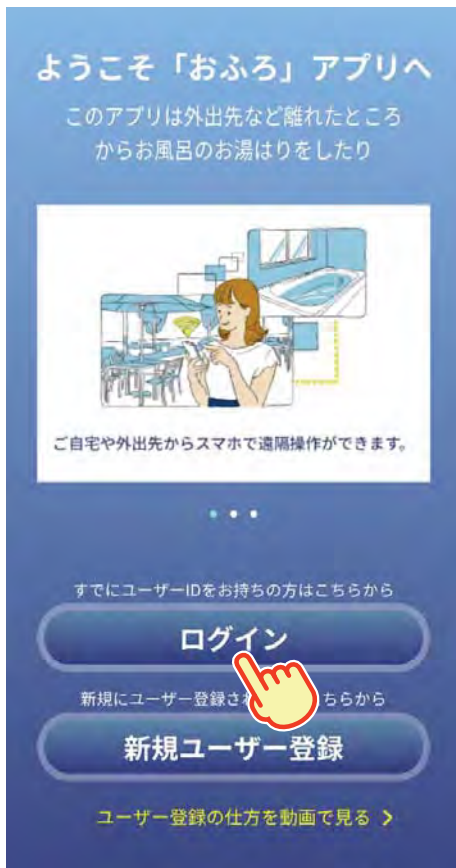 ようこそ「おふろ」アプリへ
このアプリは外出先など離れたところ
からお風呂のお湯はりをしたり
ご自宅や外出先からスマホで遠隔操作ができます。
すでにユーザーIDをお持ちの方はこちらから
ログイン
新規にユーザー登録さ ちらから
新規ユーザー登録
ユーザー登録の仕方を動画で見る >